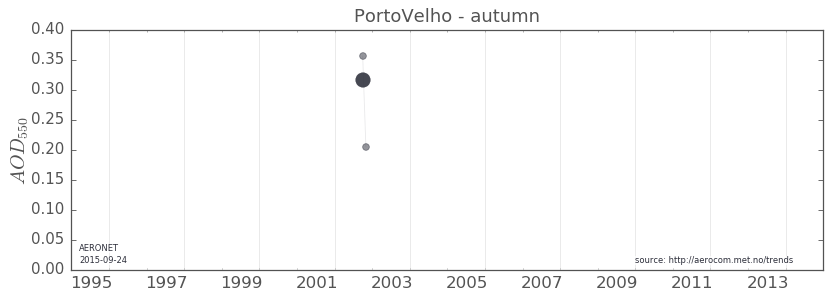 PortoVelho - autumn
0.40
0.35
0.30
0.25
0.20
0.15
0.10
0.05
0.00
AOD550
AERONET
2015-09-24
source: http://aerocom.met.no/trends
1995 1997 1999 2001 2003 2005 2007 2009 2011 2013